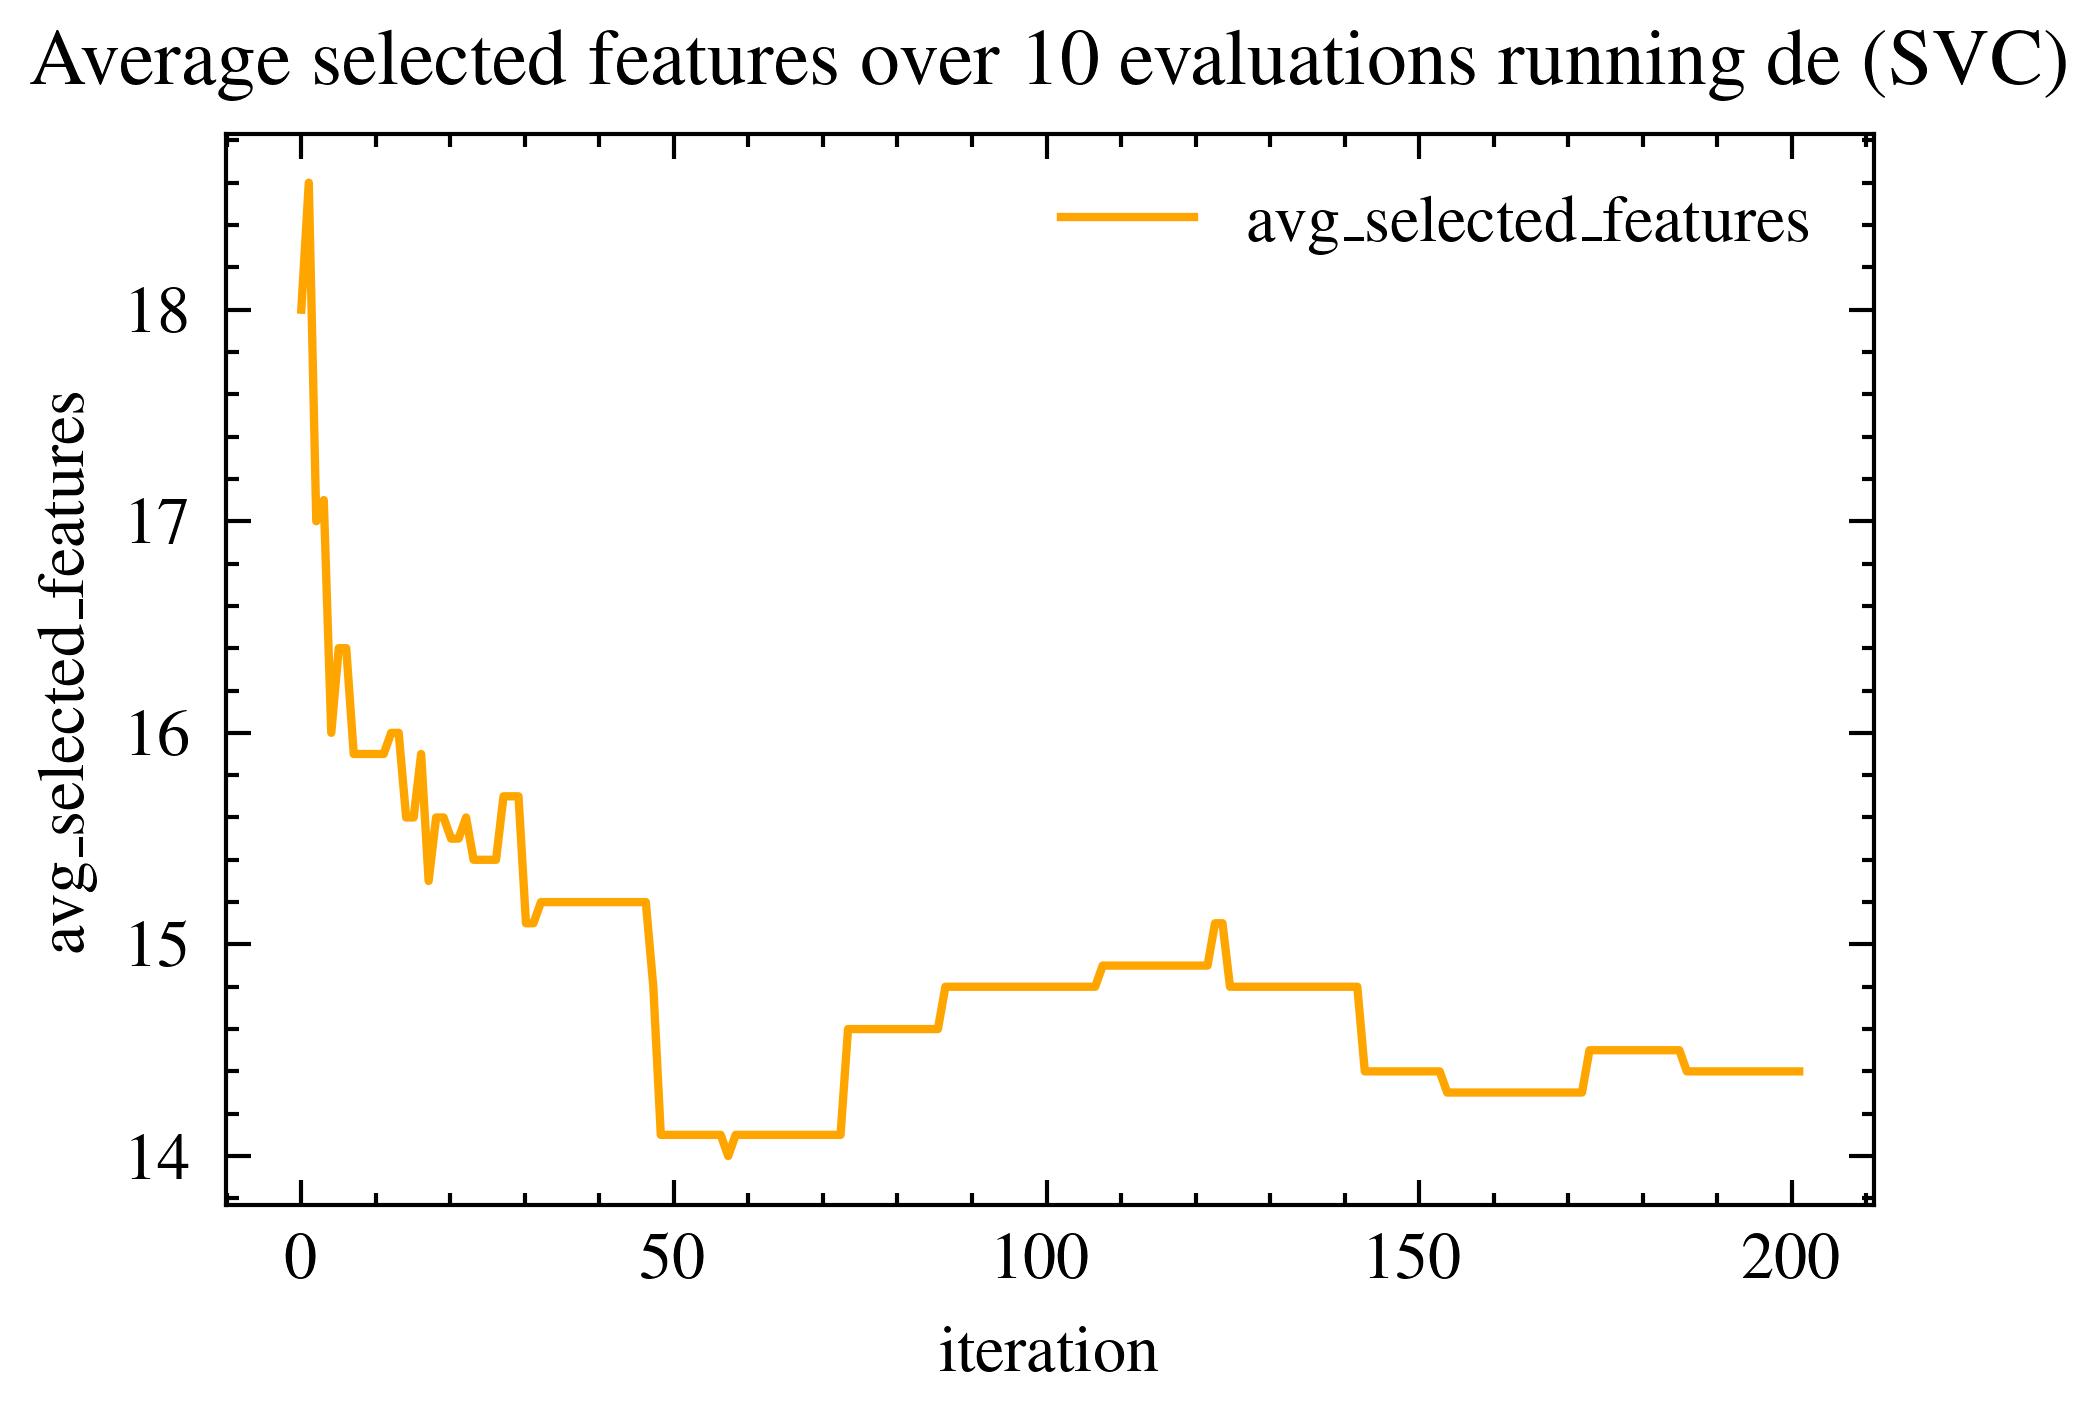 Average selected features over 10 evaluations running de (SVC)
avg_selected_features
avg_selected_features
18
17
16
15
14
0 50 100 150 200
iteration